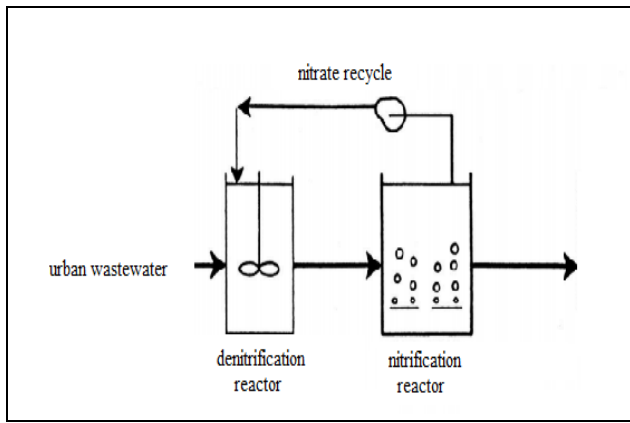 nitrate recycle
urban wastewater
denitrification
reactor
nitrification
reactor